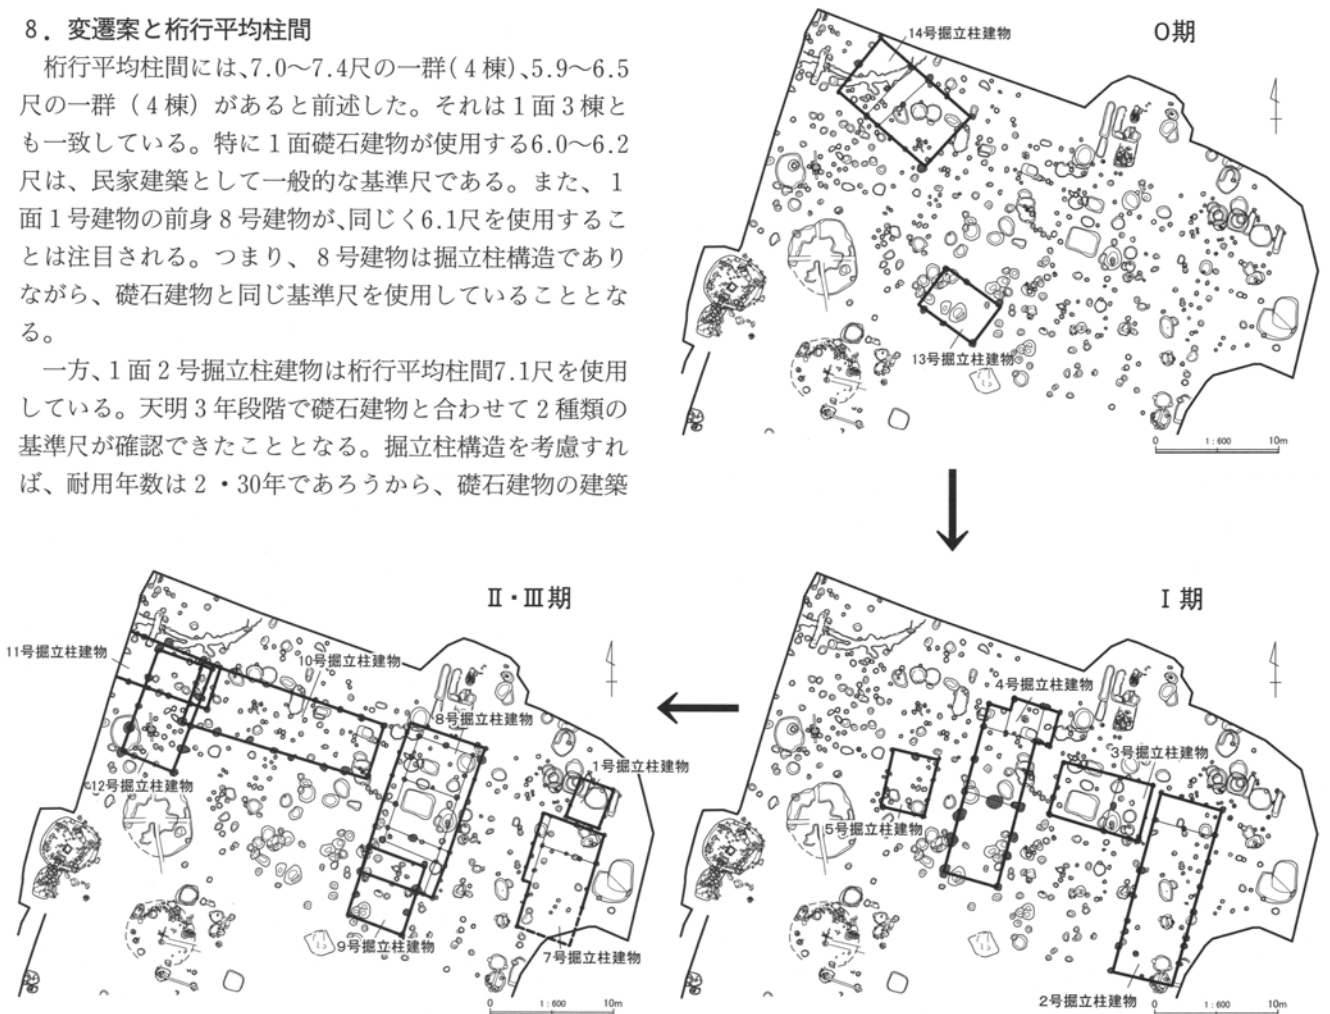 8．変遷案と桁行平均柱間
桁行平均柱間には、7.0～7.4尺の一群(４棟)、5.9～6.5
尺の一群（４棟）があると前述した。それは１面３棟と
も一致している。特に１面礎石建物が使用する6.0～6.2
尺は、民家建築として一般的な基準尺である。また、１
面１号建物の前身８号建物が、同じく6.1尺を使用するこ
とは注目される。つまり、８号建物は掘立柱構造であり
ながら、礎石建物と同じ基準尺を使用していることとな
る。
一方、１面２号掘立柱建物は桁行平均柱間7.1尺を使用
している。天明３年段階で礎石建物と合わせて２種類の
基準尺が確認できたこととなる。掘立柱構造を考慮すれ
ば、耐用年数は２・30年であろうから、礎石建物の建築
0期
14号掘立柱建物
13号掘立柱建物
0
1：600
10m
Ⅰ期
4号掘立柱建物
3号掘立柱建物
5号掘立柱建物
2号掘立柱建物
0
1：600
10m
Ⅱ・Ⅲ期
11号掘立柱建物
10号掘立柱建物
8号掘立柱建物
1号掘立柱建物
12号掘立柱建物
9号掘立柱建物
7号掘立柱建物
0
1：600
10m